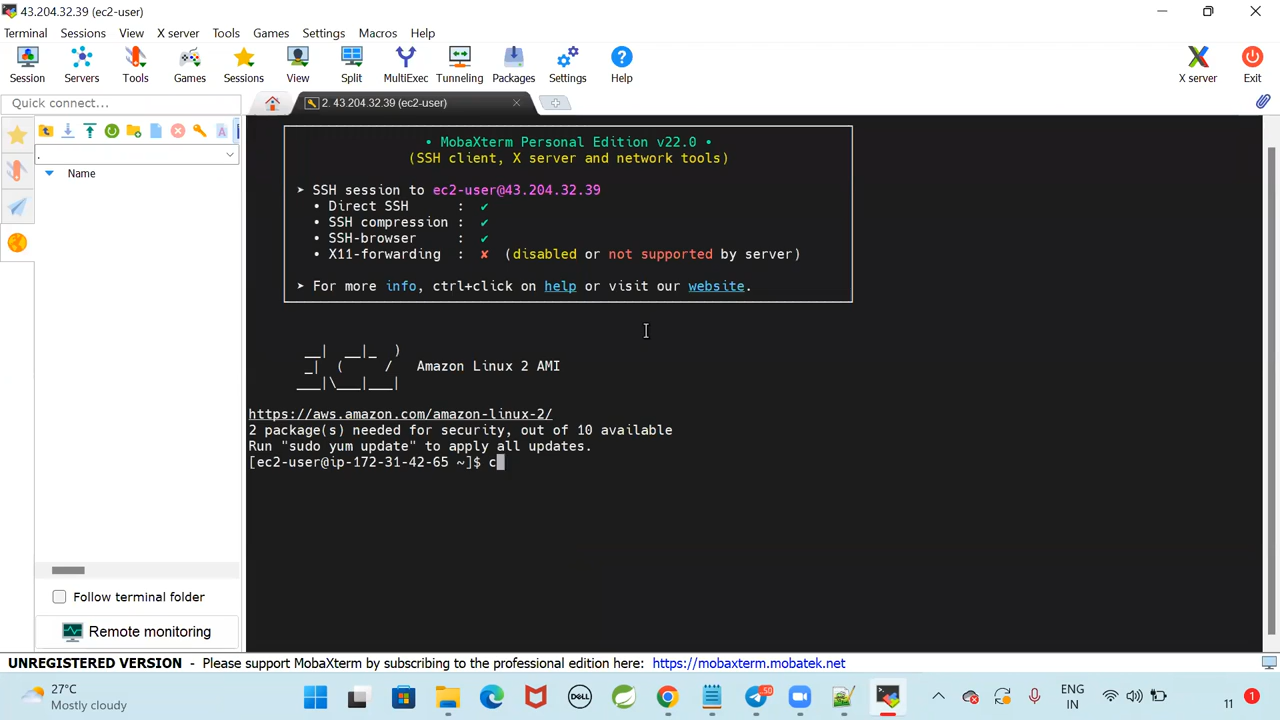 43.204.32.39 (ec2-user)
Terminal Sessions View X server Tools Games Settings Macros Help
Session Servers Tools Games Sessions View Split MultiExec Tunneling Packages Settings Help X server Exit
Quick connect...
2. 43.204.32.39 (ec2-user)
.
Name
• MobaXterm Personal Edition v22.0 •
(SSH client, X server and network tools)
➤ SSH session to ec2-user@43.204.32.39
• Direct SSH : ✔
• SSH compression : ✔
• SSH-browser : ✔
• X11-forwarding : ✘ (disabled or not supported by server)
➤ For more info, ctrl+click on help or visit our website.
__| __|_ )
_| ( / Amazon Linux 2 AMI
___|\___|___|
https://aws.amazon.com/amazon-linux-2/
2 package(s) needed for security, out of 10 available
Run "sudo yum update" to apply all updates.
[ec2-user@ip-172-31-42-65 ~]$ c
Follow terminal folder
Remote monitoring
UNREGISTERED VERSION - Please support MobaXterm by subscribing to the professional edition here: https://mobaxterm.mobatek.net
27°C
Mostly cloudy
DELL
50
ENG
IN
11
1